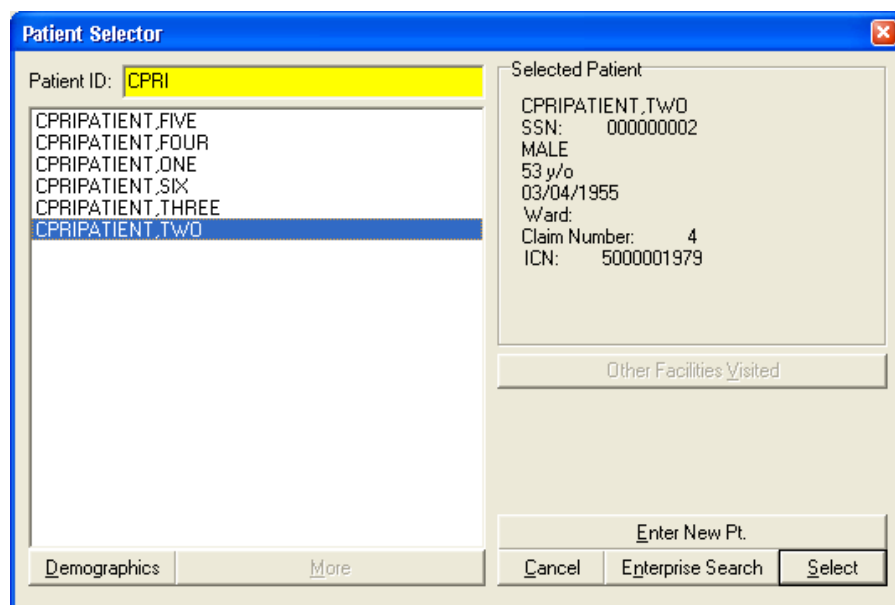 Patient Selector
Patient ID: CPRI
CPRIPATIENT,FIVE
CPRIPATIENT,FOUR
CPRIPATIENT,ONE
CPRIPATIENT,SIX
CPRIPATIENT,THREE
CPRIPATIENT,TWO
Selected Patient
CPRIPATIENT,TWO
SSN: 000000002
MALE
53 y/o
03/04/1955
Ward:
Claim Number: 4
ICN: 5000001979
Other Facilities Visited
Enter New Pt.
Demographics More Cancel Enterprise Search Select